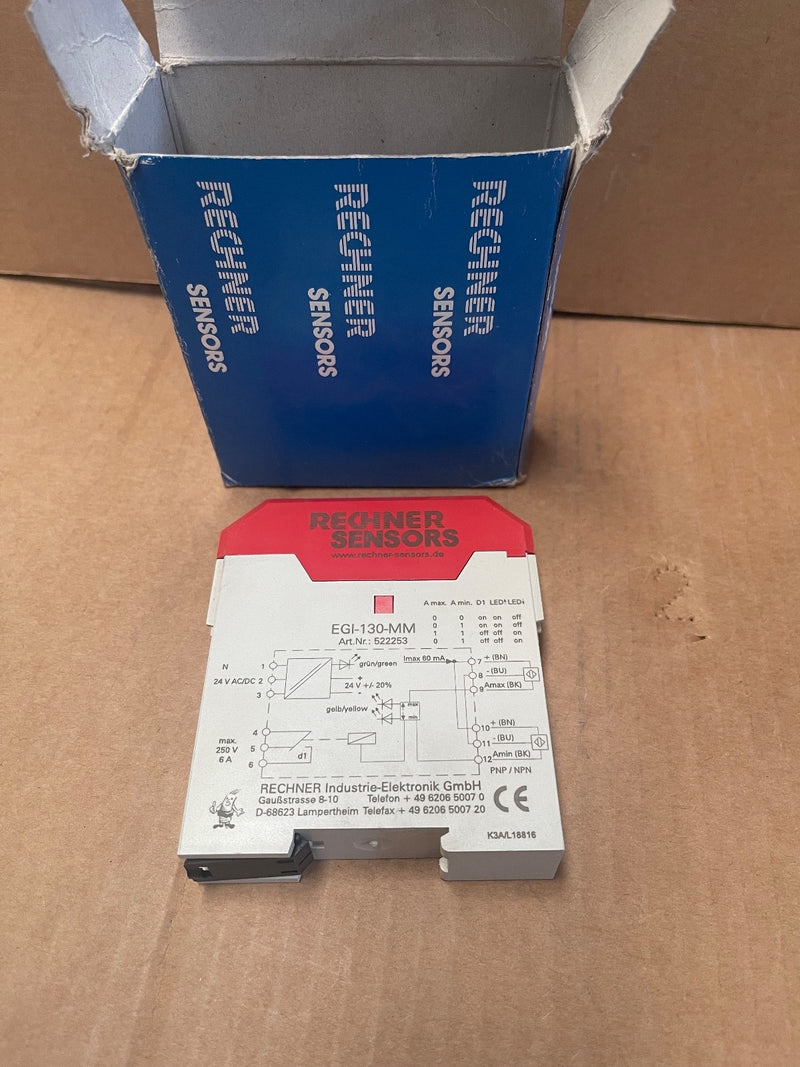 RECHNER
SENSORS
RECHNER
SENSORS
RECHNER
SENSORS
RECHNER
SENSORS
www.rechner-sensors.de
EGI-130-MM
Art.Nr.: 522253
A max. A min. D1 LED▲ LED▼
0 0 on on off
0 1 on on off
1 1 off off off
0 1 off off off
N 1
24 V AC/DC 2
3
grün/green
+
24 V +/- 20%
-
gelb/yellow
max
min
Imax 60 mA
7 + (BN)
8 - (BU)
9 Amax (BK)
10 + (BN)
11 - (BU)
12 Amin (BK)
PNP / NPN
4
max.
250 V 5
6 A 6
d1
RECHNER Industrie-Elektronik GmbH
Gaußstrasse 8-10 Telefon + 49 6206 5007 0
D-68623 Lampertheim Telefax + 49 6206 5007 20
CE
K3A/L18816